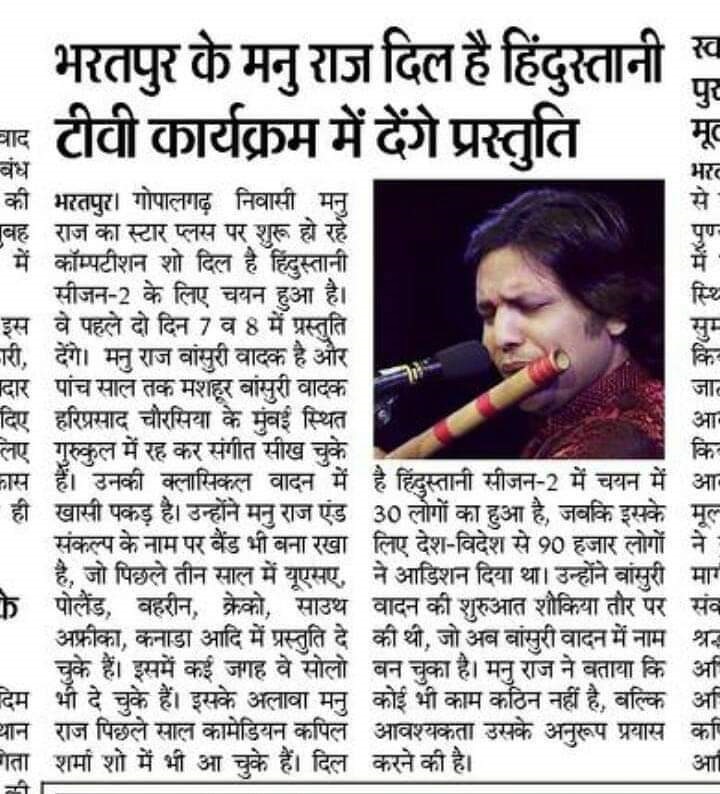 भरतपुर के मनु राज दिल है हिंदुस्तानी
टीवी कार्यक्रम में देंगे प्रस्तुति
भरतपुर। गोपालगढ़ निवासी मनु
राज का स्टार प्लस पर शुरू हो रहे
कॉम्पटीशन शो दिल है हिंदुस्तानी
सीजन-2 के लिए चयन हुआ है।
वे पहले दो दिन 7 व 8 में प्रस्तुति
देंगे। मनु राज बांसुरी वादक है और
पांच साल तक मशहूर बांसुरी वादक
हरिप्रसाद चौरसिया के मुंबई स्थित
गुरुकुल में रह कर संगीत सीख चुके
हैं। उनकी क्लासिकल वादन में
खासी पकड़ है। उन्होंने मनु राज एंड
संकल्प के नाम पर बैंड भी बना रखा
है, जो पिछले तीन साल में यूएसए,
पोलैंड, वहरीन, क्रेको, साउथ
अफ्रीका, कनाडा आदि में प्रस्तुति दे
चुके हैं। इसमें कई जगह वे सोलो
भी दे चुके हैं। इसके अलावा मनु
राज पिछले साल कामेडियन कपिल
शर्मा शो में भी आ चुके हैं। दिल
है हिंदुस्तानी सीजन-2 में चयन में
30 लोगों का हुआ है, जबकि इसके
लिए देश-विदेश से 90 हजार लोगों
ने आडिशन दिया था। उन्होंने बांसुरी
वादन की शुरुआत शौकिया तौर पर
की थी, जो अब बांसुरी वादन में नाम
बन चुका है। मनु राज ने बताया कि
कोई भी काम कठिन नहीं है, बल्कि
आवश्यकता उसके अनुरूप प्रयास
करने की है।